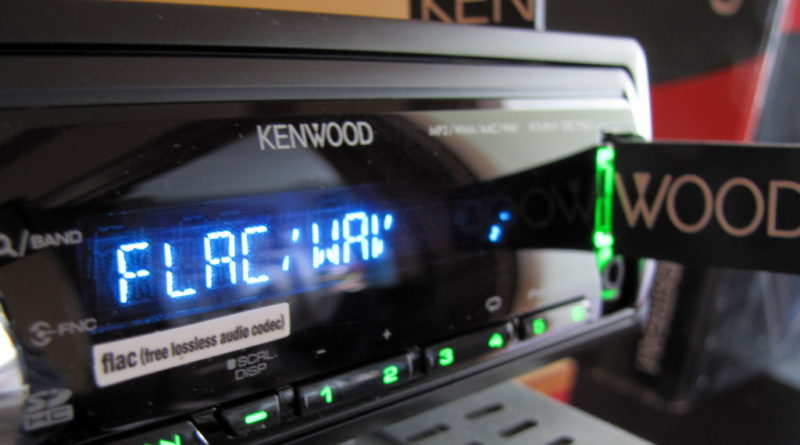 KEN
KENWOOD
WOOD
/BAND
FLAC/WAV
FNC
flac (free lossless audio codec)
SCRL
DISP
1
2
3
4
5
6